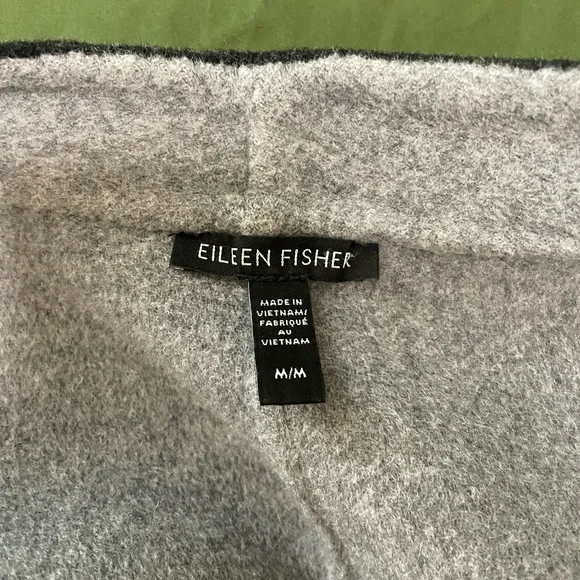 EILEEN FISHER
MADE IN
VIETNAM/
FABRIQUÉ
AU
VIETNAM
M/M